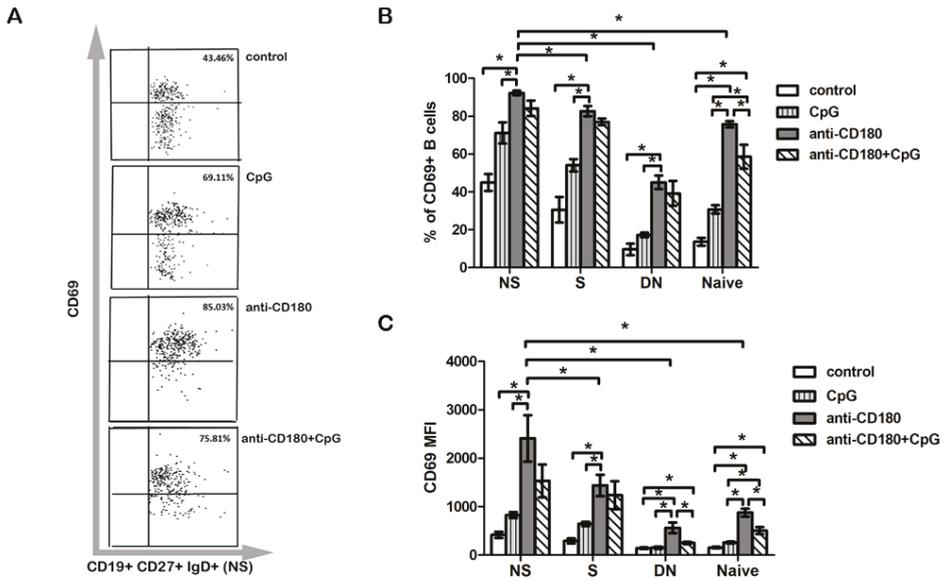 A
43.46% control
69.11% CpG
85.03% anti-CD180
75.81% anti-CD180+CpG
CD69
CD19+ CD27+ IgD+ (NS)
B
% of CD69+ B cells
100
80
60
40
20
0
NS S DN Naive
* * * * * * * * * * * * * * *
control
CpG
anti-CD180
anti-CD180+CpG
C
CD69 MFI
4000
3000
2000
1000
0
NS S DN Naive
* * * * * * * * * * * * * * *
control
CpG
anti-CD180
anti-CD180+CpG